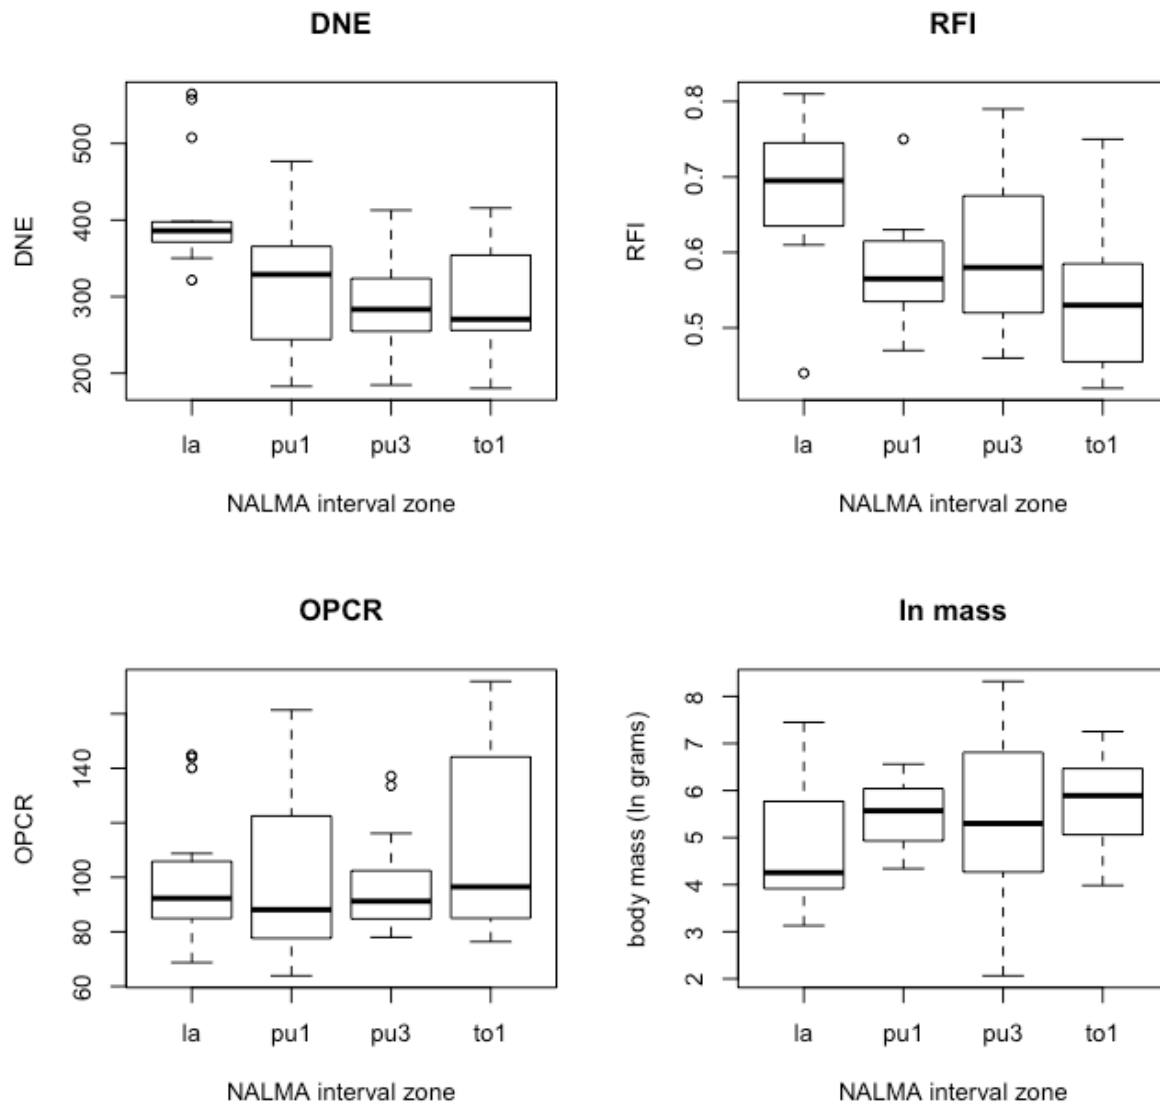 DNE
RFI
DNE
500
400
300
200
la pu1 pu3 to1
NALMA interval zone
RFI
0.8
0.7
0.6
0.5
la pu1 pu3 to1
NALMA interval zone
OPCR
ln mass
OPCR
140
100
80
60
la pu1 pu3 to1
NALMA interval zone
body mass (ln grams)
8
7
6
5
4
3
2
la pu1 pu3 to1
NALMA interval zone